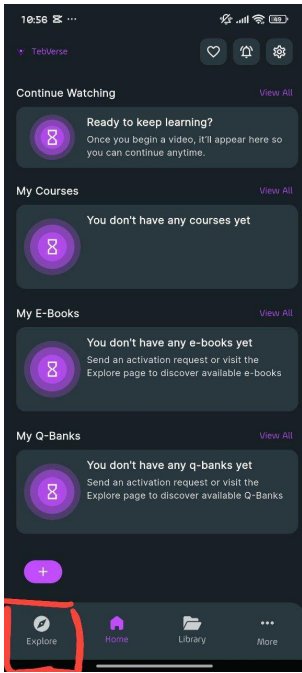 10:56
69
TebVerse
Continue Watching View All
Ready to keep learning?
Once you begin a video, it'll appear here so
you can continue anytime.
My Courses View All
You don't have any courses yet
My E-Books View All
You don't have any e-books yet
Send an activation request or visit the
Explore page to discover available e-books
My Q-Banks View All
You don't have any q-banks yet
Send an activation request or visit the
Explore page to discover available Q-Banks
+
Explore Home Library More